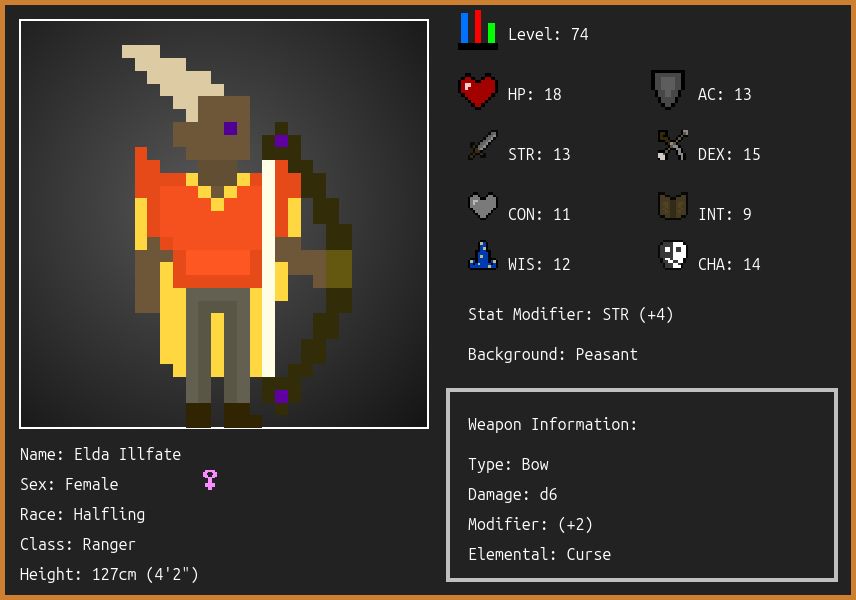 Level: 74
HP: 18
AC: 13
STR: 13
DEX: 15
CON: 11
INT: 9
WIS: 12
CHA: 14
Stat Modifier: STR (+4)
Background: Peasant
Weapon Information:
Type: Bow
Damage: d6
Modifier: (+2)
Elemental: Curse
Name: Elda Illfate
Sex: Female
Race: Halfling
Class: Ranger
Height: 127cm (4'2")